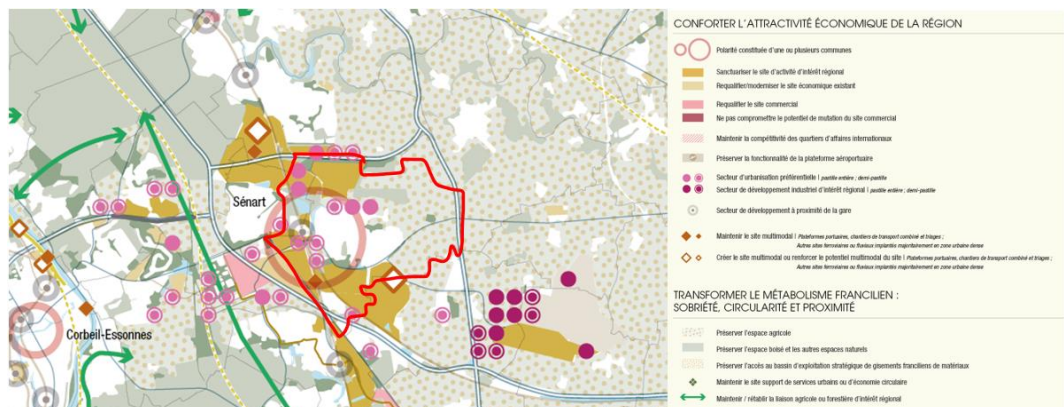 Sénart
Corbeil-Essonnes
CONFORTER L'ATTRACTIVITÉ ÉCONOMIQUE DE LA RÉGION
Polarité constituée d'une ou plusieurs communes
Sanctuariser le site d'activité d'intérêt régional
Requalifier/moderniser le site économique existant
Requalifier le site commercial
Ne pas compromettre le potentiel de mutation du site commercial
Maintenir la compétitivité des quartiers d'affaires internationaux
Préserver la fonctionnalité de la plateforme aéroportuaire
Secteur d'urbanisation préférentielle | pastille entière ; demi-pastille
Secteur de développement industriel d'intérêt régional | pastille entière ; demi-pastille
Secteur de développement à proximité de la gare
Maintenir le site multimodal | Plateformes portuaires, chantiers de transport combiné et triages ;
Autres sites ferroviaires ou fluviaux implantés majoritairement en zone urbaine dense
Créer le site multimodal ou renforcer le potentiel multimodal du site | Plateformes portuaires, chantiers de transport combiné et triages ;
Autres sites ferroviaires ou fluviaux implantés majoritairement en zone urbaine dense
TRANSFORMER LE MÉTABOLISME FRANCILIEN :
SOBRIÉTÉ, CIRCULARITÉ ET PROXIMITÉ
Préserver l'espace agricole
Préserver l'espace boisé et les autres espaces naturels
Préserver l'accès au bassin d'exploitation stratégique de gisements franciliens de matériaux
Maintenir le site support de services urbains ou d'économie circulaire
Maintenir / rétablir la liaison agricole ou forestière d'intérêt régional